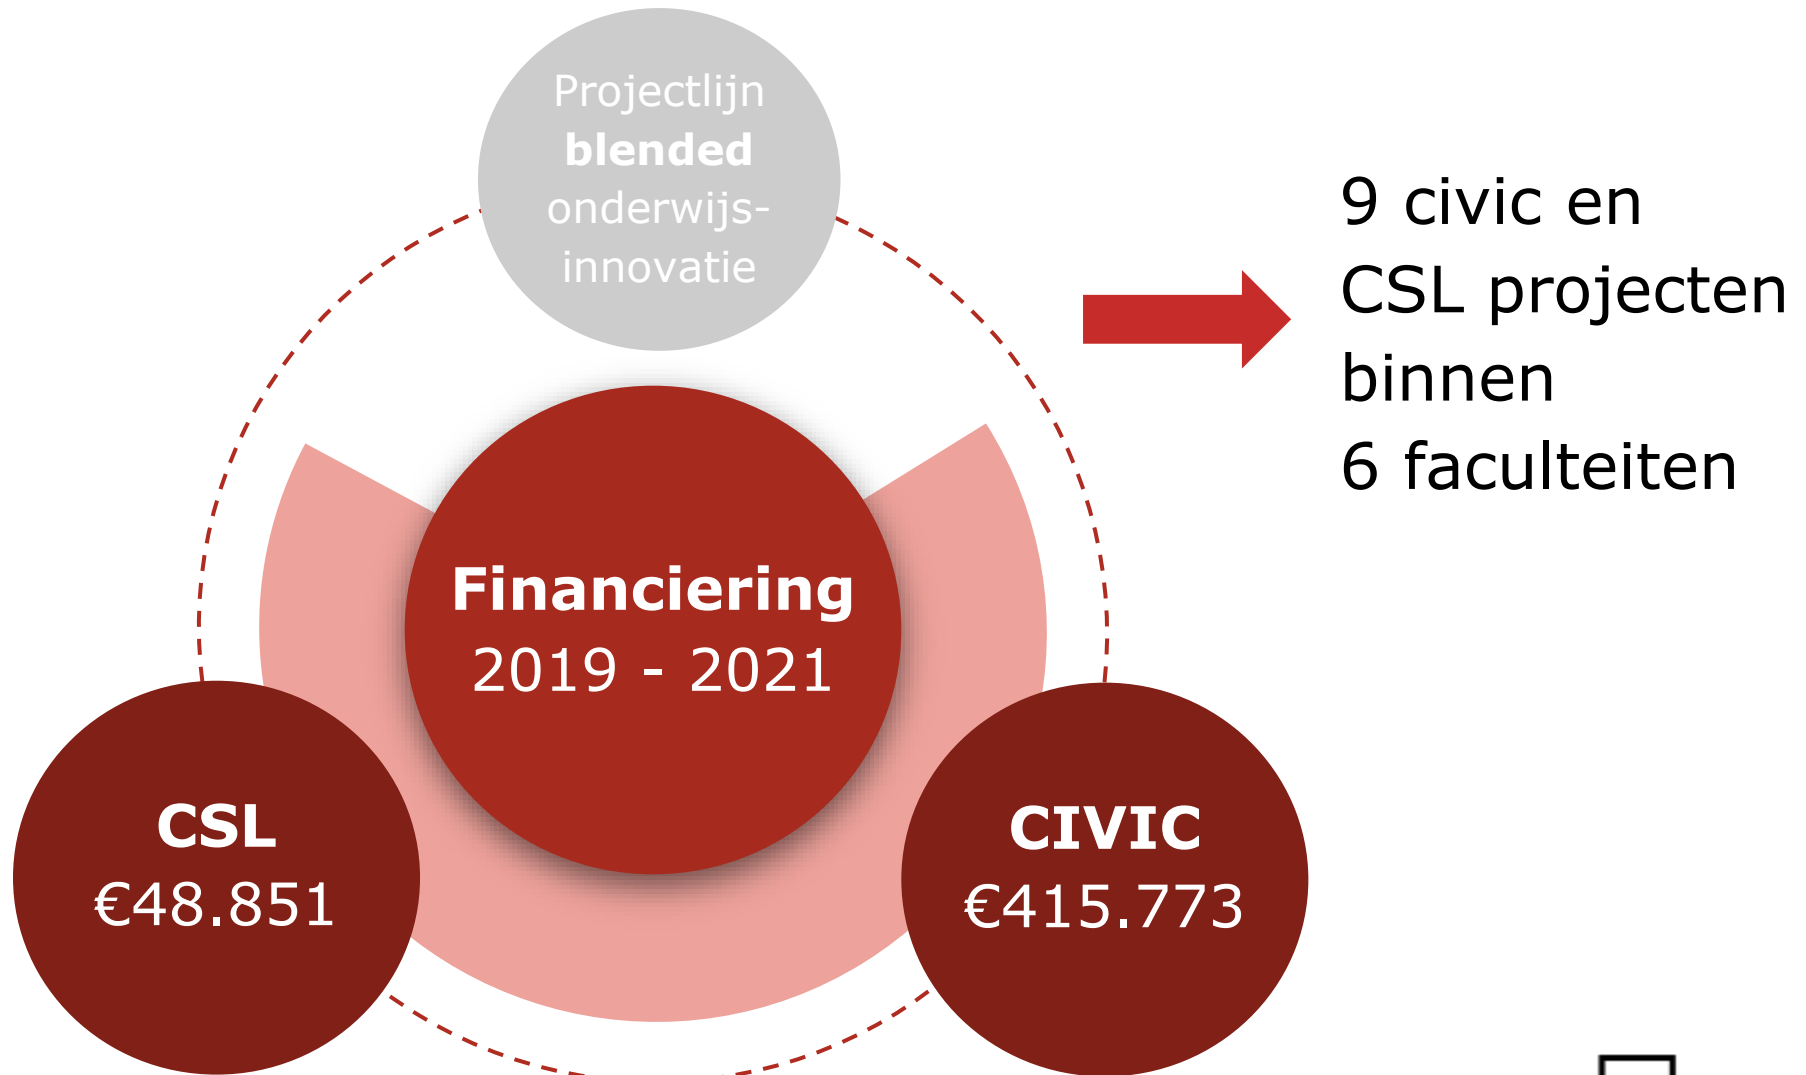 Projectlijn
blended
onderwijs-
innovatie
9 civic en
CSL projecten
binnen
6 faculteiten
Financiering
2019 - 2021
CSL
€48.851
CIVIC
€415.773